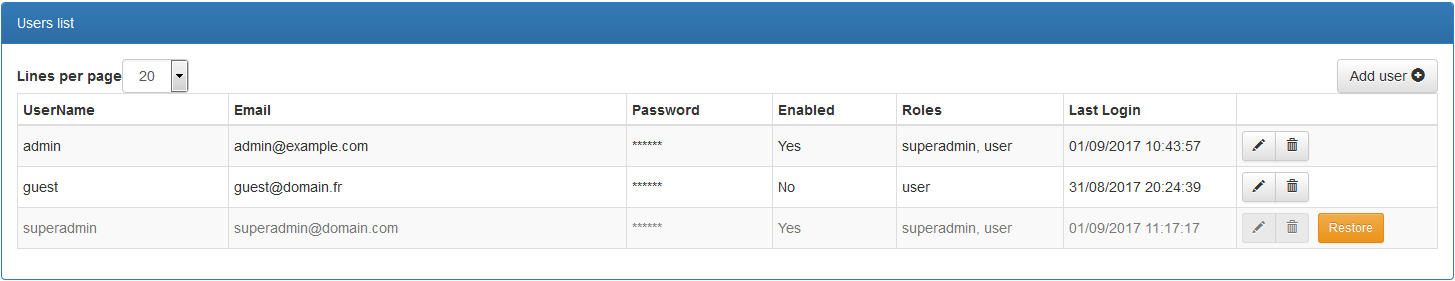 Users list
Lines per page 20 Add user
UserName Email Password Enabled Roles Last Login
admin admin@example.com ****** Yes superadmin, user 01/09/2017 10:43:57
guest guest@domain.fr ****** No user 31/08/2017 20:24:39
superadmin superadmin@domain.com ****** Yes superadmin, user 01/09/2017 11:17:17 Restore